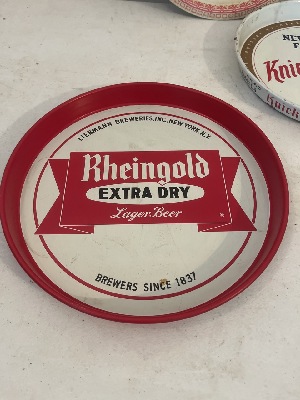 LIEBMANN BREWERIES, INC. NEW YORK, N.Y.
Rheingold
EXTRA DRY
Lager Beer
®
BREWERS SINCE 1837